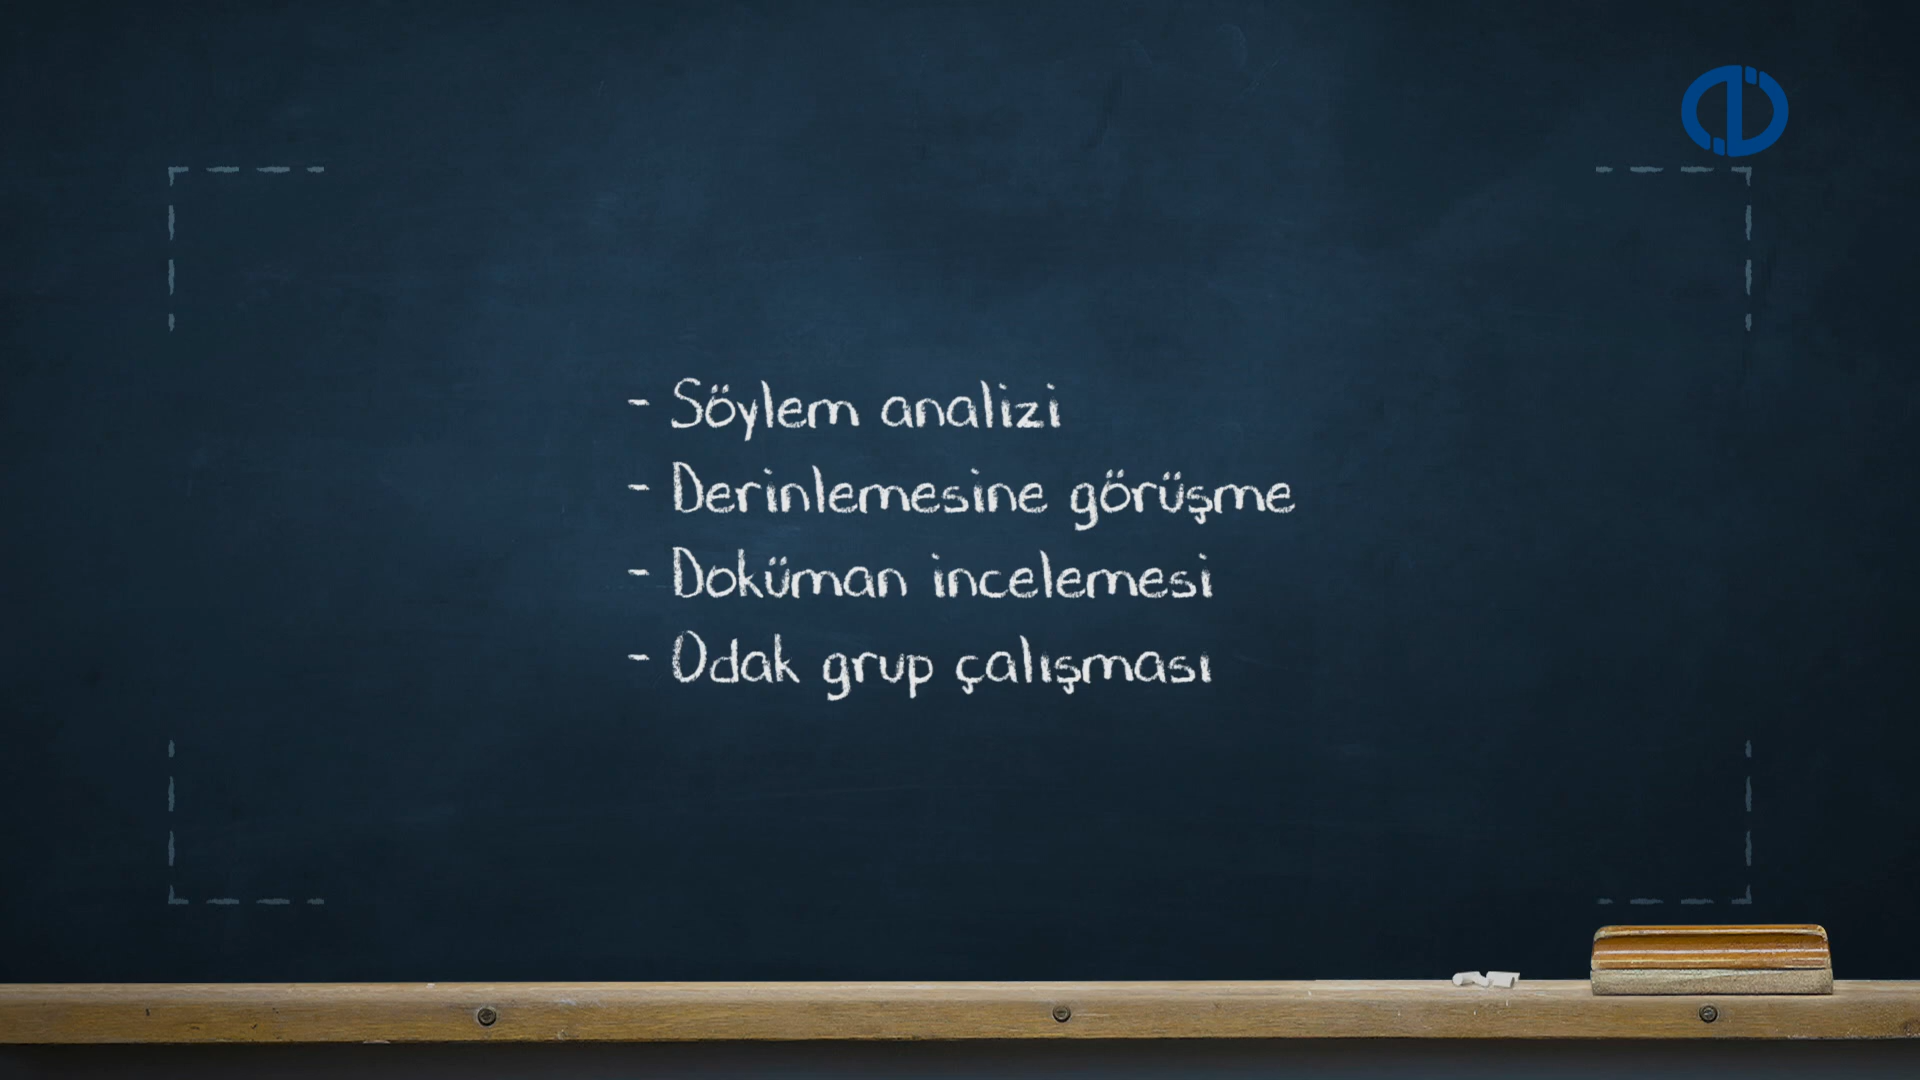 - Söylem analizi
- Derinlemesine görüşme
- Doküman incelemesi
- Odak grup çalışması